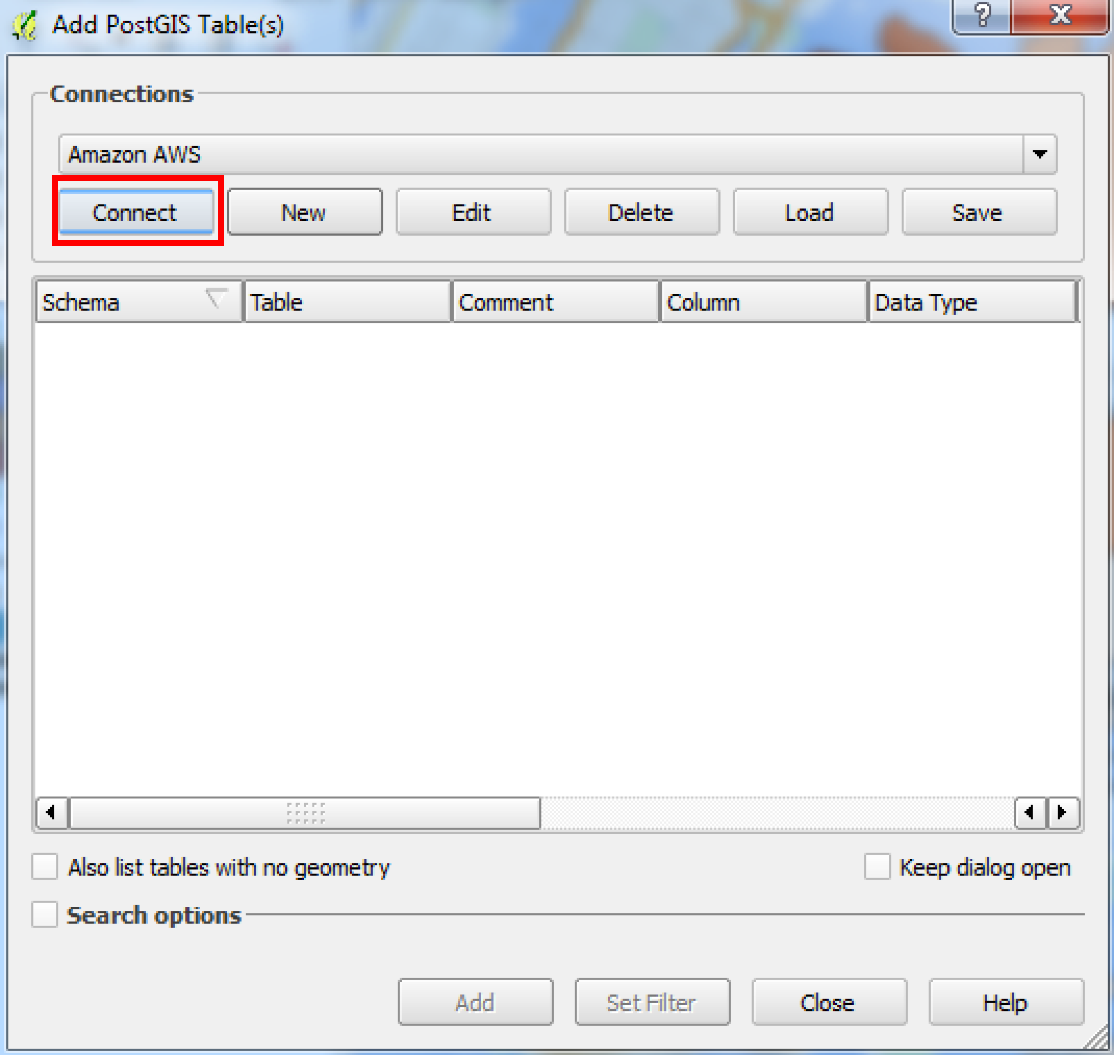 Add PostGIS Table(s)
Connections
Amazon AWS
Connect New Edit Delete Load Save
Schema Table Comment Column Data Type
Also list tables with no geometry Keep dialog open
Search options
Add Set Filter Close Help